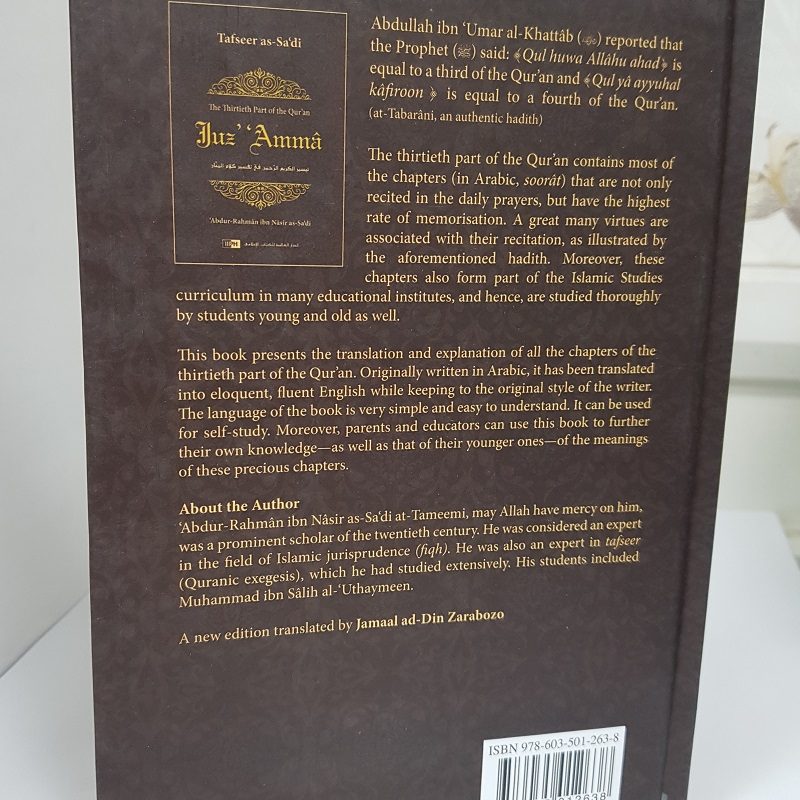 Tafseer as-Sa‘di
The Thirtieth Part of the Qur'an
Juz’ ‘Ammâ
تيسير الكريم الرحمن في تفسير كلام المنان
‘Abdur-Rahmân ibn Nâsir as-Sa‘di
IIPH
الدار العالمية للكتاب الإسلامي
Abdullah ibn ‘Umar al-Khattâb (﷜) reported that
the Prophet (ﷺ) said: ﴾Qul huwa Allâhu ahad﴿ is
equal to a third of the Qur'an and ﴾Qul yâ ayyuhal
kâfiroon﴿ is equal to a fourth of the Qur'an.
(at-Tabarâni, an authentic hadith)
The thirtieth part of the Qur'an contains most of
the chapters (in Arabic, soorât) that are not only
recited in the daily prayers, but have the highest
rate of memorisation. A great many virtues are
associated with their recitation, as illustrated by
the aforementioned hadith. Moreover, these
chapters also form part of the Islamic Studies
curriculum in many educational institutes, and hence, are studied thoroughly
by students young and old as well.
This book presents the translation and explanation of all the chapters of the
thirtieth part of the Qur'an. Originally written in Arabic, it has been translated
into eloquent, fluent English while keeping to the original style of the writer.
The language of the book is very simple and easy to understand. It can be used
for self-study. Moreover, parents and educators can use this book to further
their own knowledge—as well as that of their younger ones—of the meanings
of these precious chapters.
About the Author
‘Abdur-Rahmân ibn Nâsir as-Sa‘di at-Tameemi, may Allah have mercy on him,
was a prominent scholar of the twentieth century. He was considered an expert
in the field of Islamic jurisprudence (fiqh). He was also an expert in tafseer
(Quranic exegesis), which he had studied extensively. His students included
Muhammad ibn Sâlih al-‘Uthaymeen.
A new edition translated by Jamaal ad-Din Zarabozo
ISBN 978-603-501-263-8